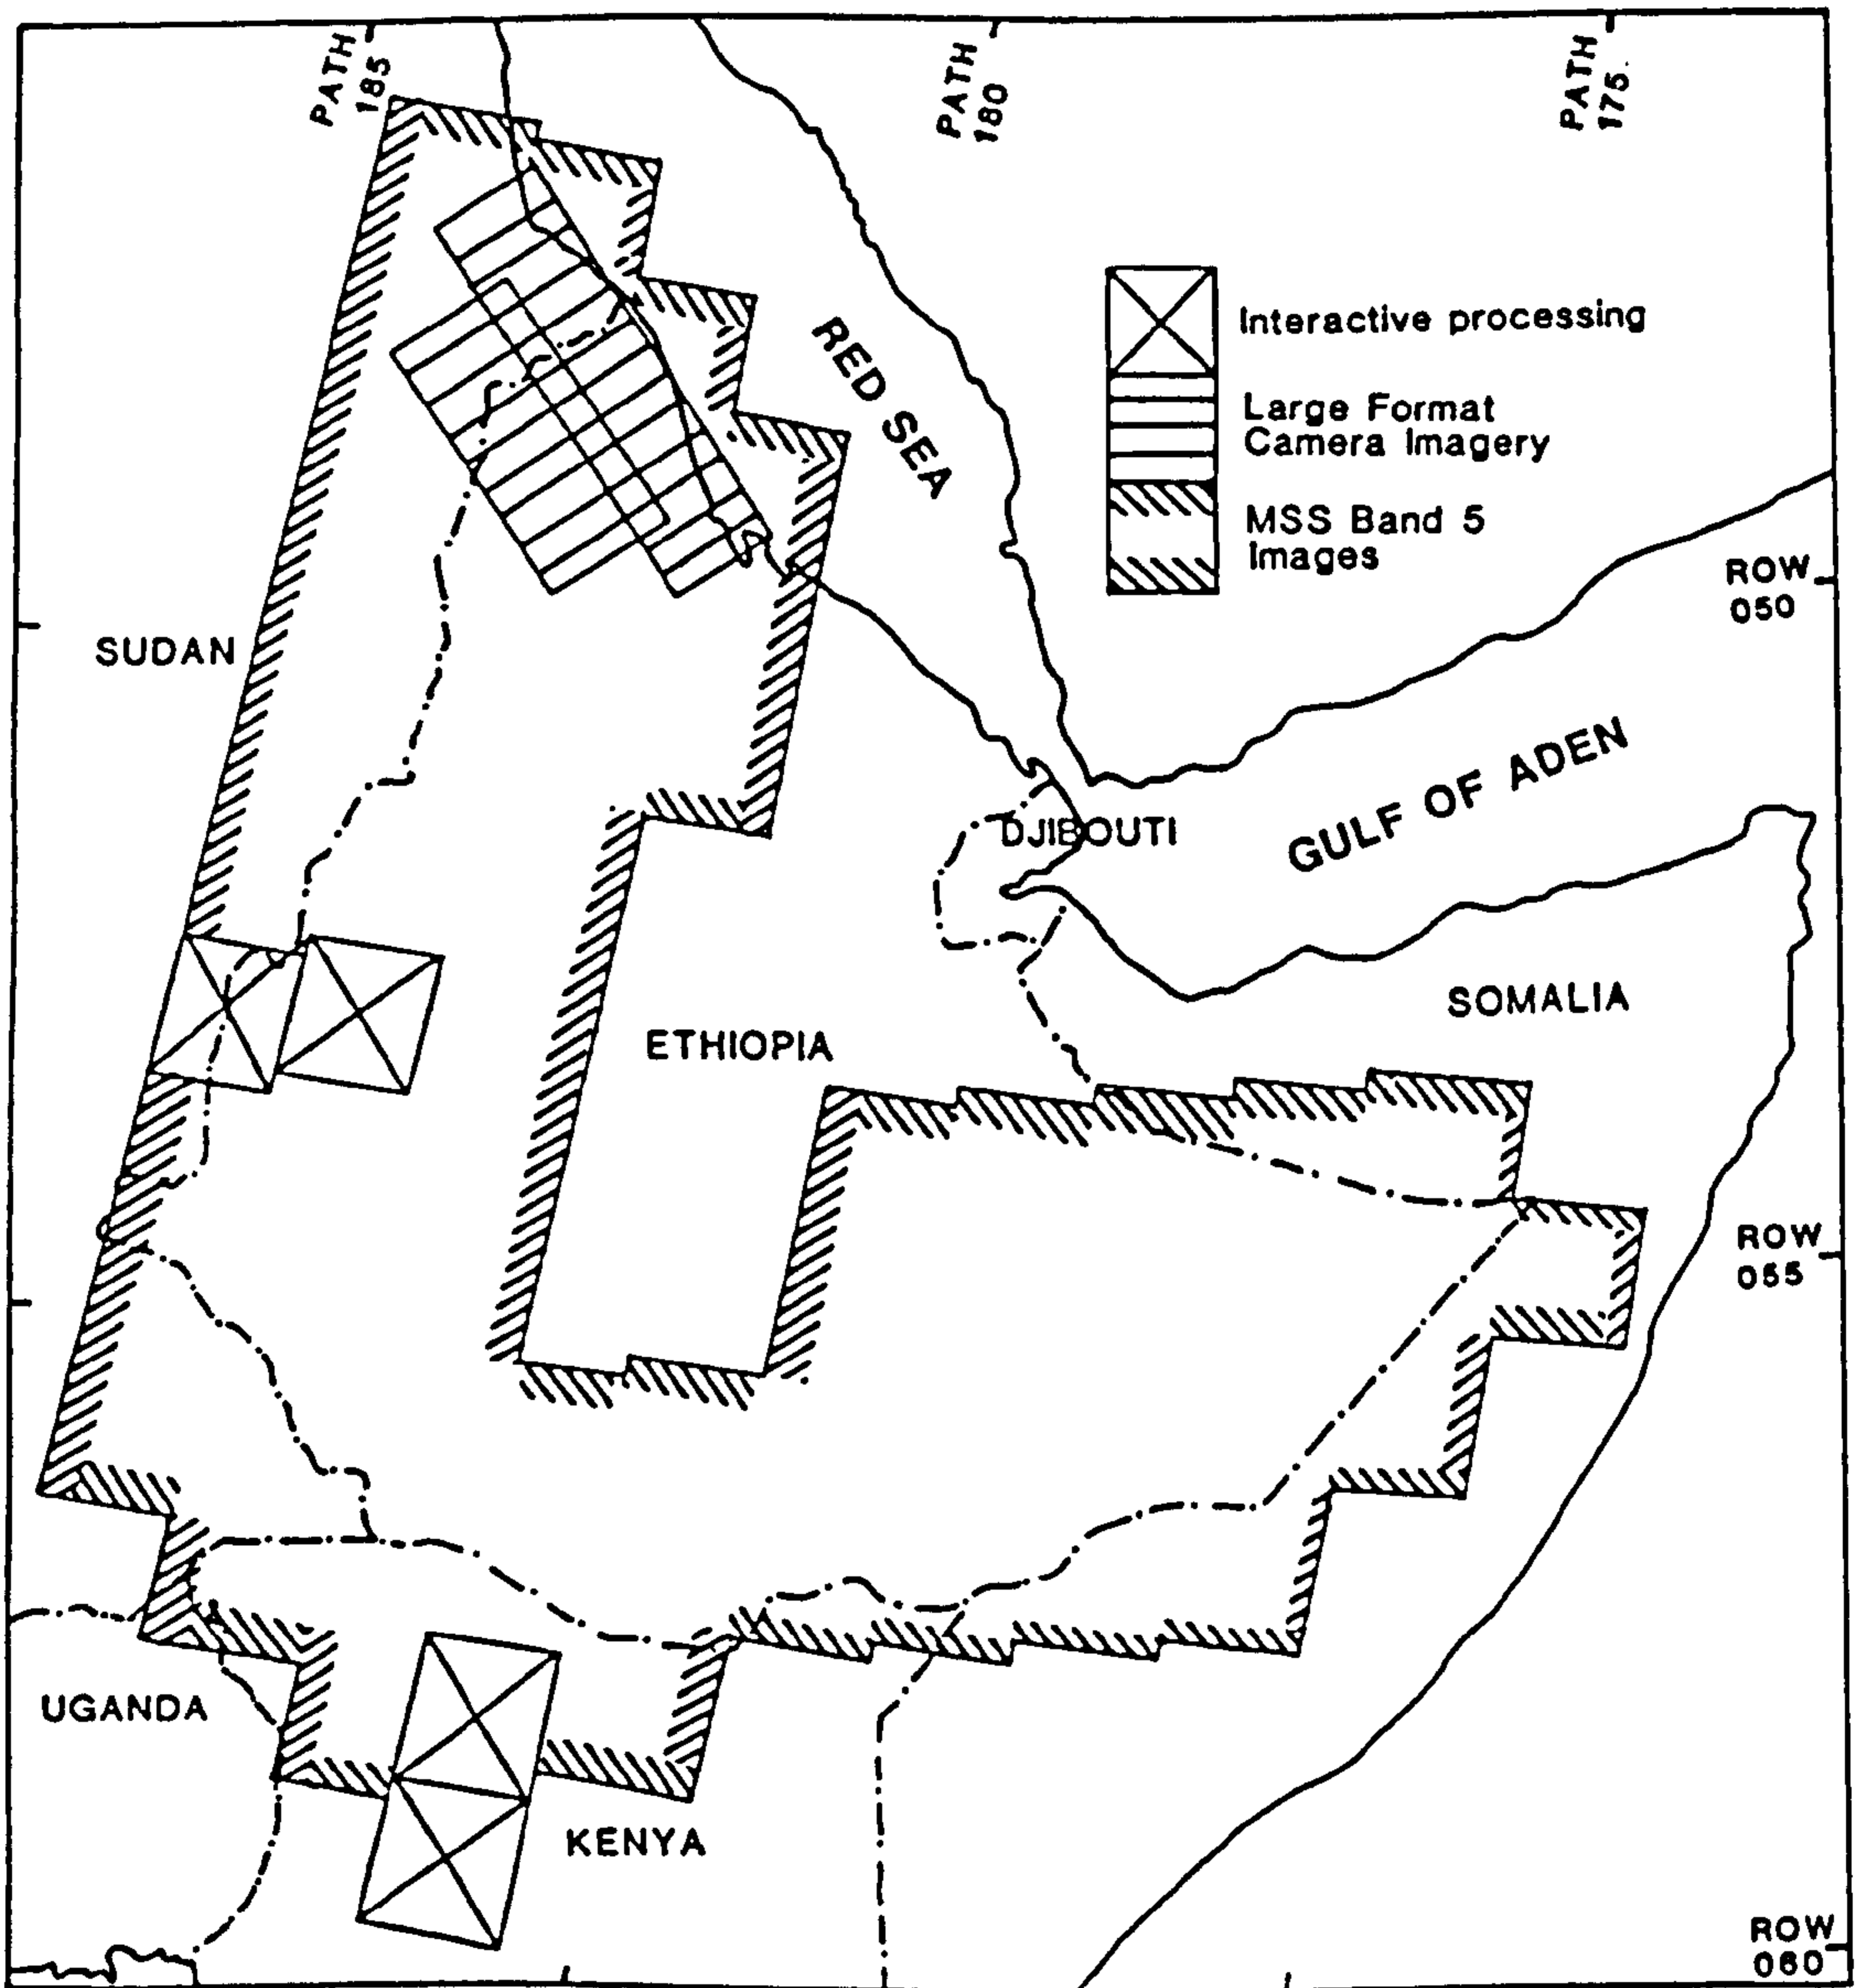 PATH
185
PATH
180
PATH
175.
RED SEA
Interactive processing
Large Format
Camera Imagery
MSS Band 5
Images
ROW
050
SUDAN
DJIBOUTI
GULF OF ADEN
SOMALIA
ETHIOPIA
ROW
055
UGANDA
KENYA
ROW
060